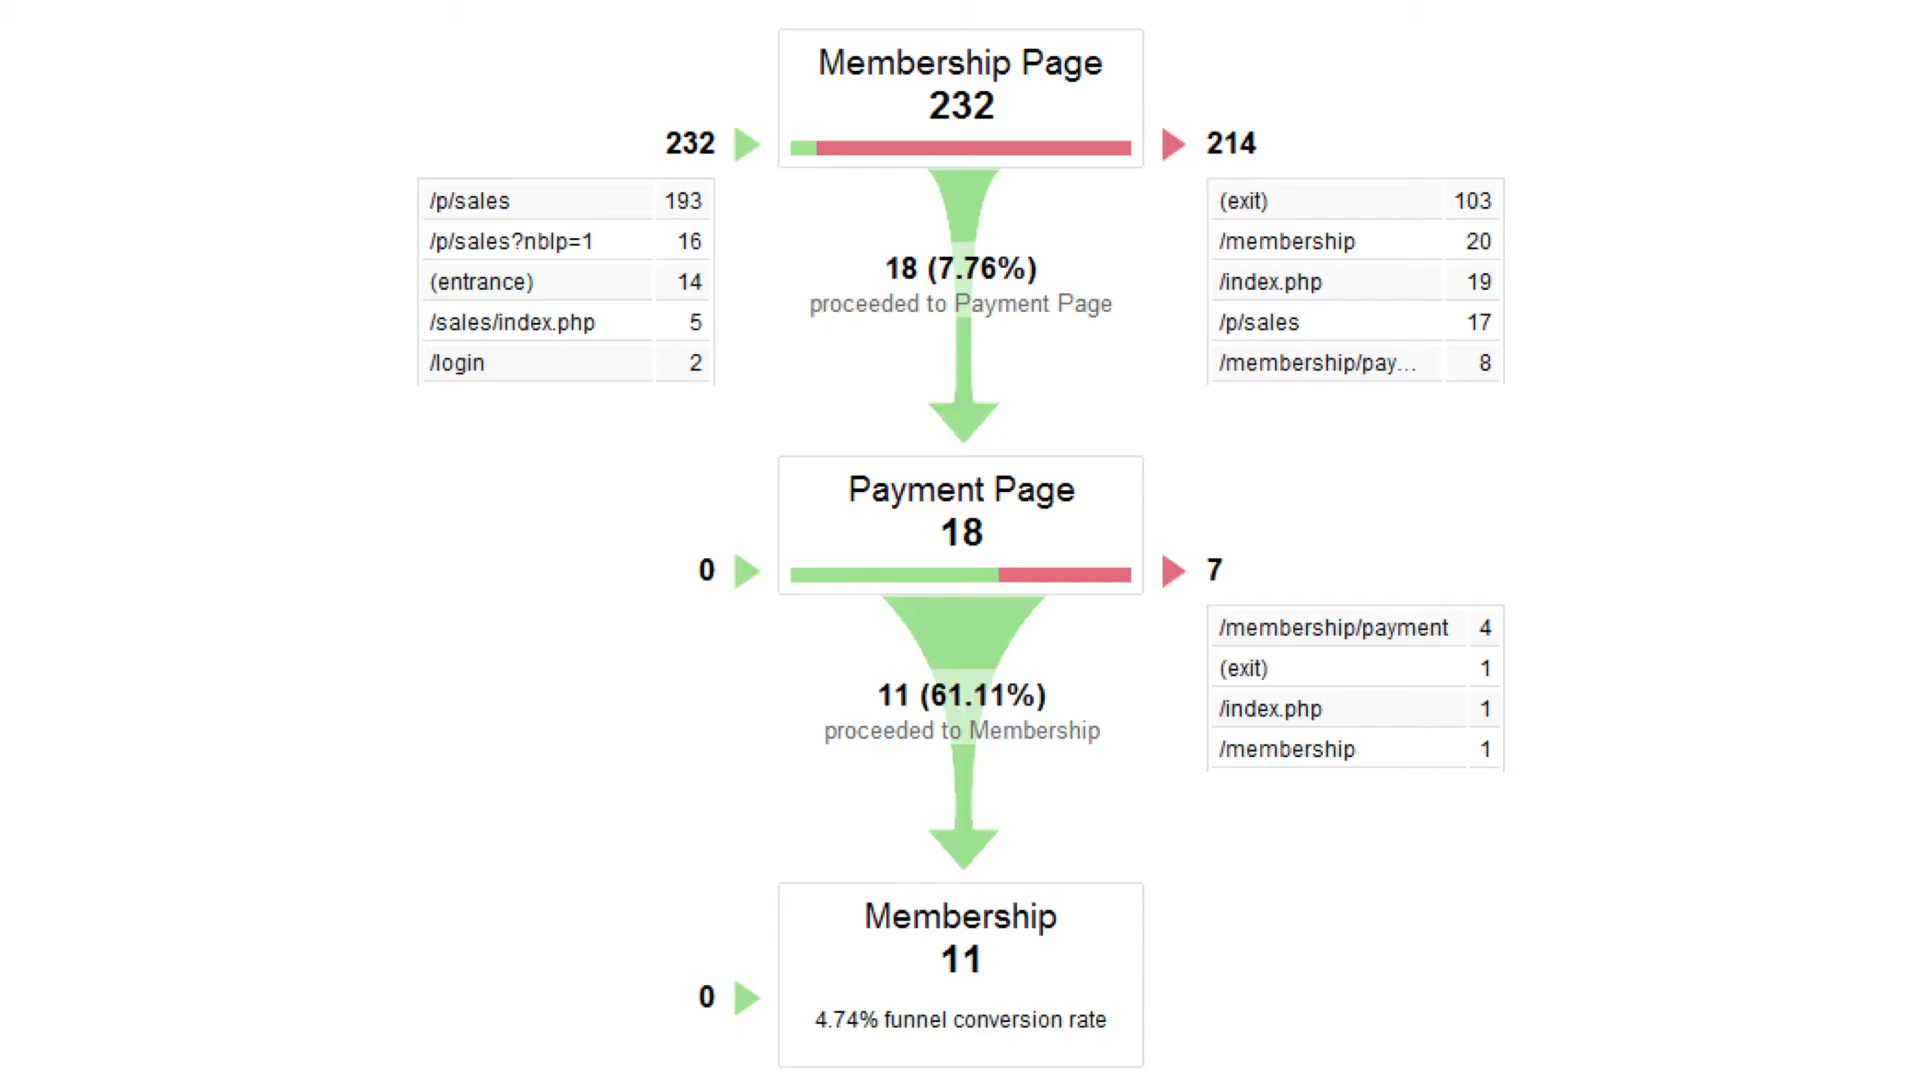 Membership Page
232
232
214
/p/sales 193
/p/sales?nblp=1 16
(entrance) 14
/sales/index.php 5
/login 2
(exit) 103
/membership 20
/index.php 19
/p/sales 17
/membership/pay... 8
18 (7.76%)
proceeded to Payment Page
Payment Page
18
0
7
/membership/payment 4
(exit) 1
/index.php 1
/membership 1
11 (61.11%)
proceeded to Membership
Membership
11
0
4.74% funnel conversion rate